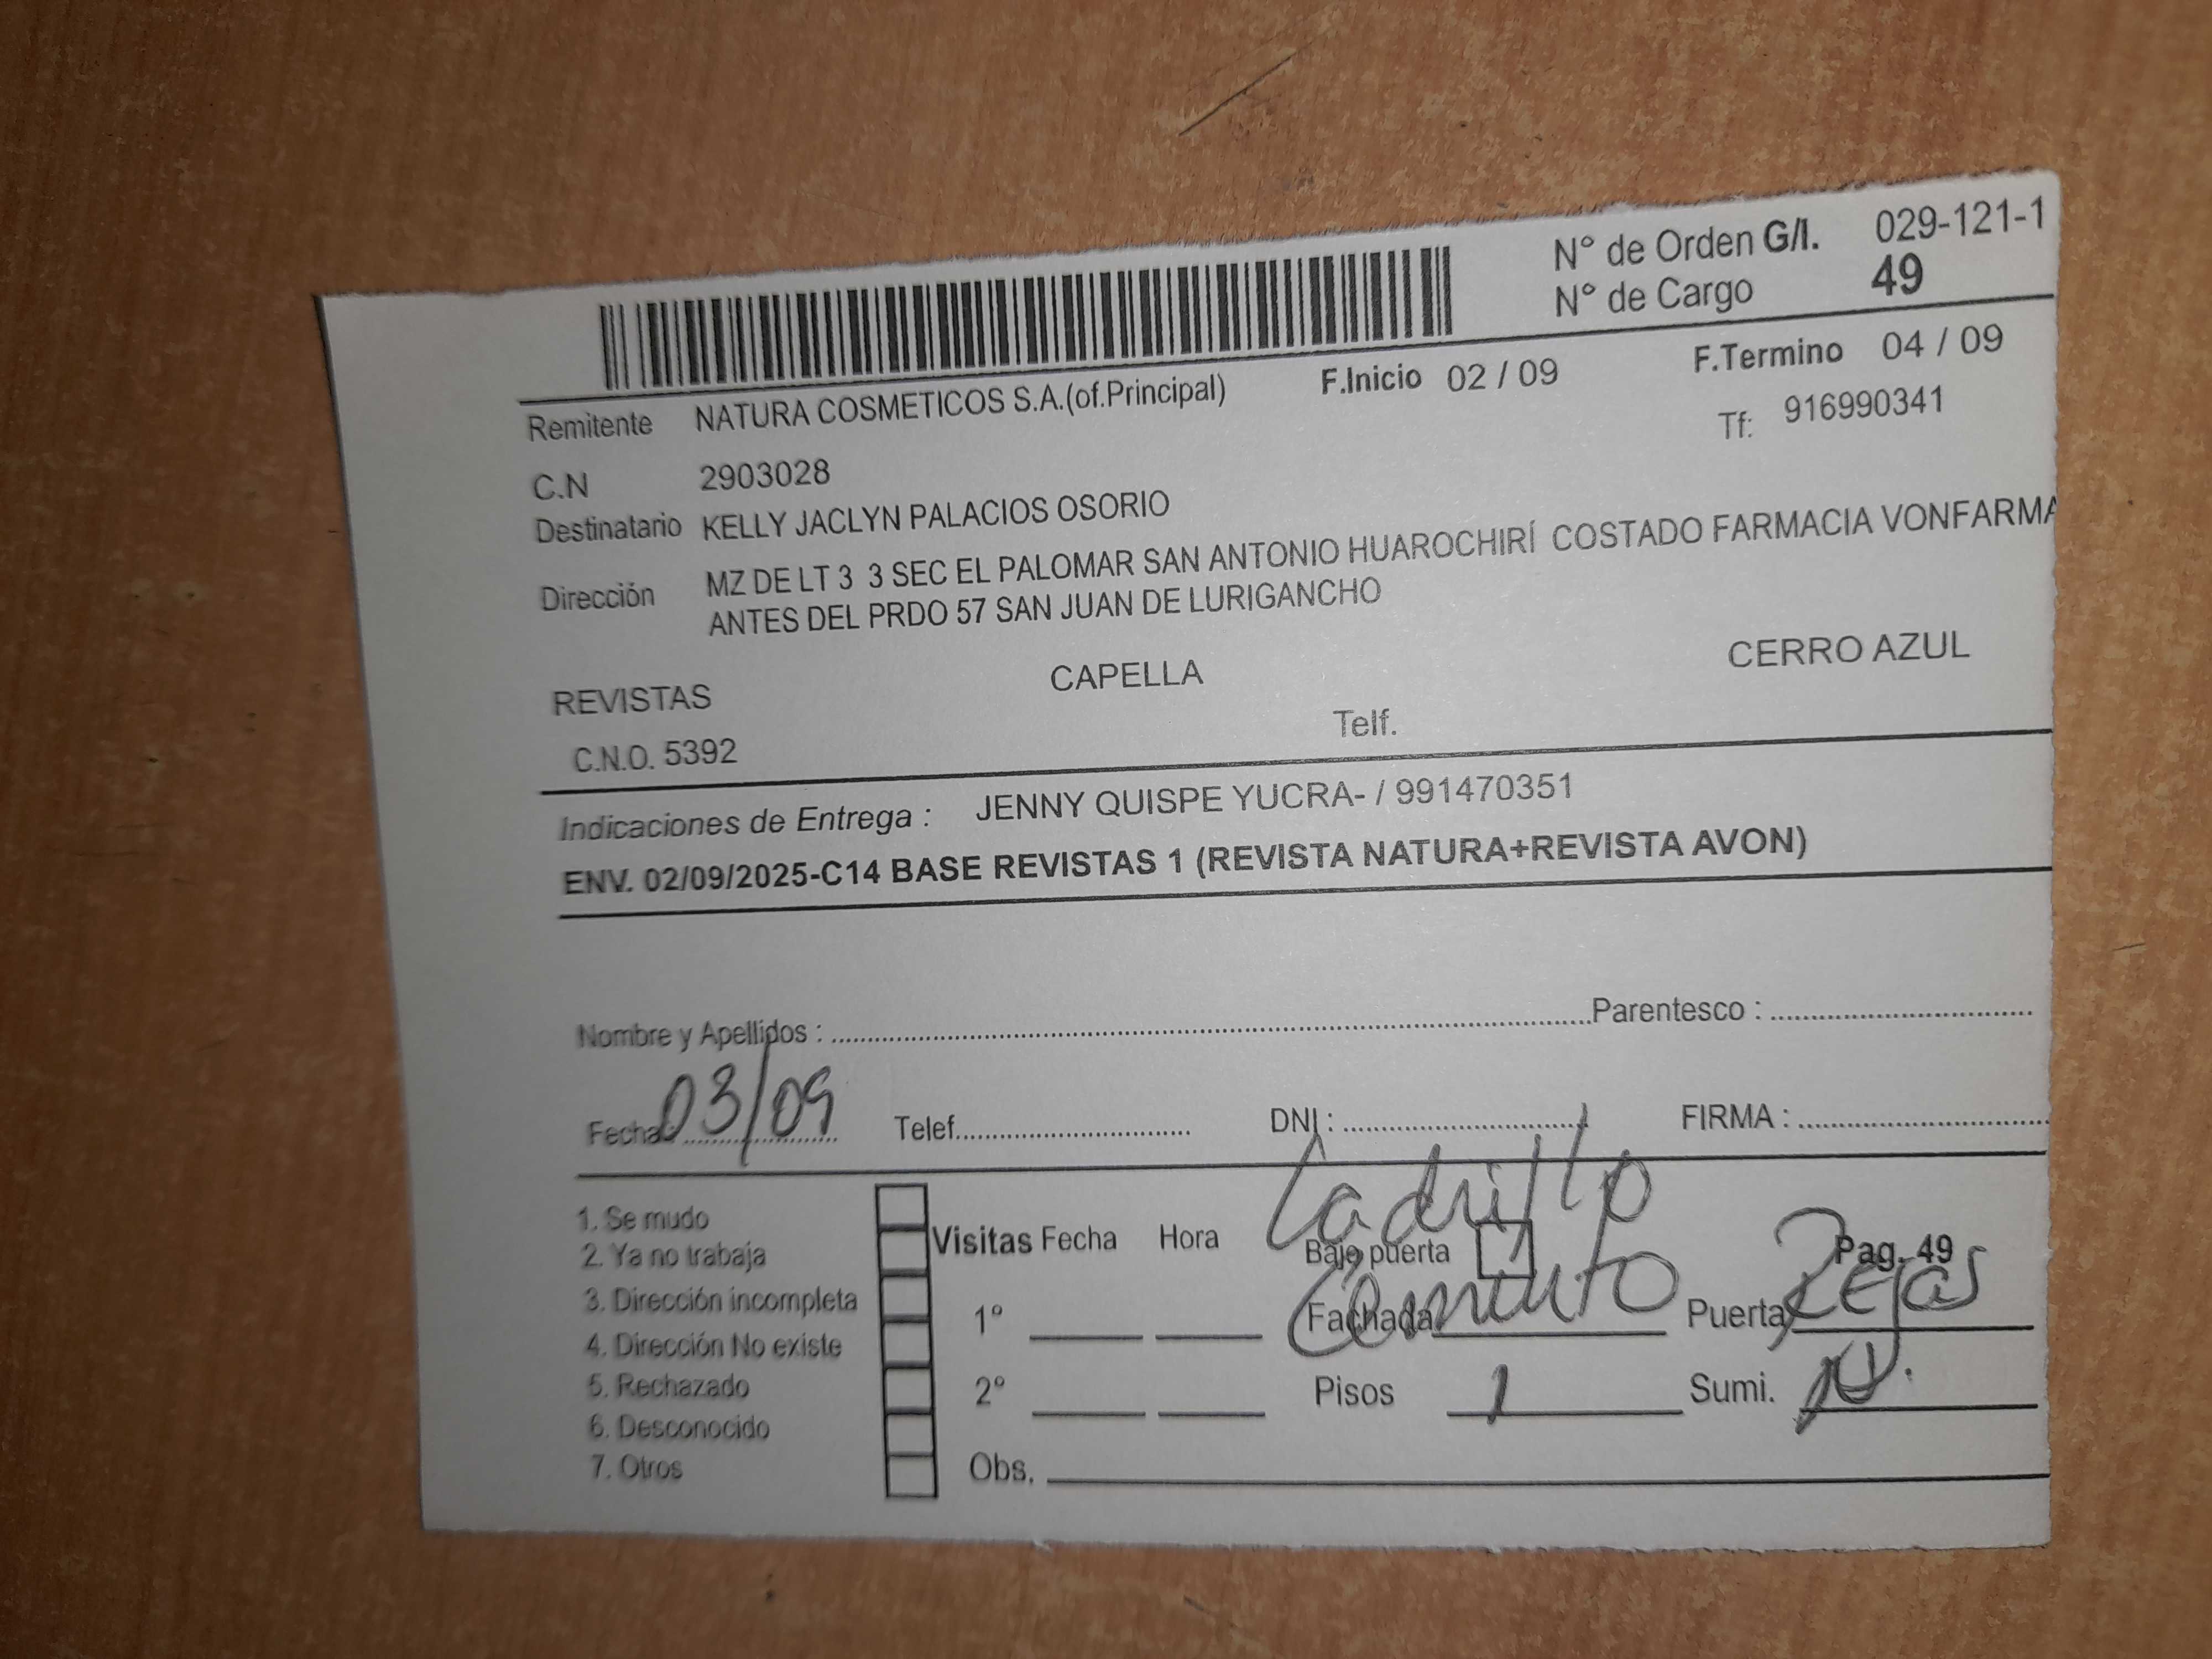 N° de Orden G/I. 029-121-1
N° de Cargo 49
F.Inicio 02 / 09 F.Termino 04 / 09
Remitente NATURA COSMETICOS S.A.(of.Principal) Tf: 916990341
C.N 2903028
Destinatario KELLY JACLYN PALACIOS OSORIO
Dirección MZ DE LT 3 3 SEC EL PALOMAR SAN ANTONIO HUAROCHIRÍ COSTADO FARMACIA VONFARMA
ANTES DEL PRDO 57 SAN JUAN DE LURIGANCHO
REVISTAS CAPELLA CERRO AZUL
C.N.O. 5392 Telf.
Indicaciones de Entrega : JENNY QUISPE YUCRA- / 991470351
ENV. 02/09/2025-C14 BASE REVISTAS 1 (REVISTA NATURA+REVISTA AVON)
Nombre y Apellidos : Parentesco :
Fecha 03/09 Telef. DNI : FIRMA :
Ladrillo
1. Se mudo
2. Ya no trabaja
3. Dirección incompleta
4. Dirección No existe
5. Rechazado
6. Desconocido
7. Otros
Visitas Fecha Hora Bajo puerta Pag. 49
1° Fachada Cemento Puerta Rejas
2° Pisos 1 Sumi.
Obs.